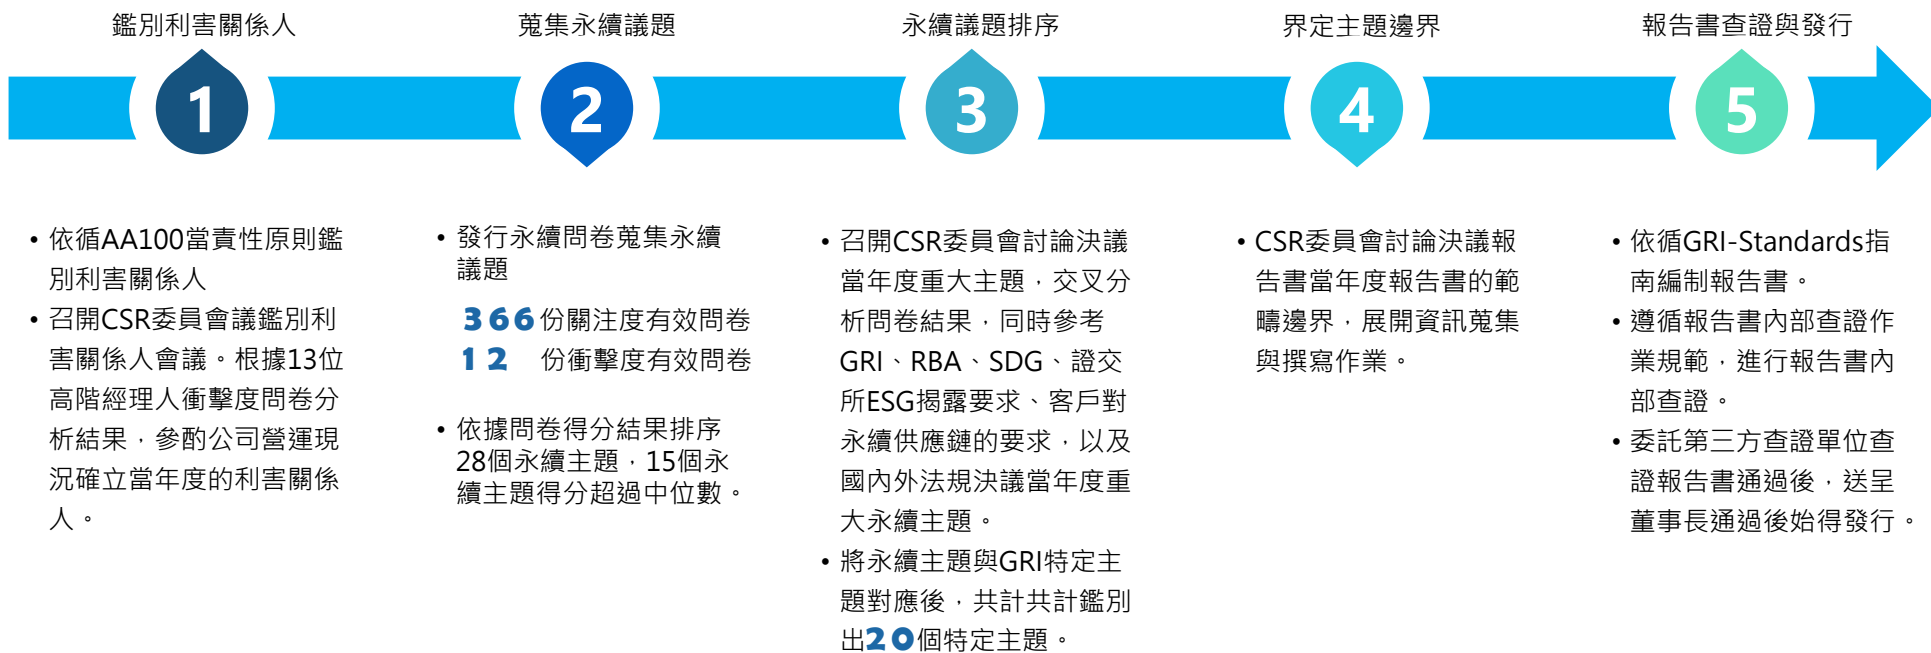 鑑別利害關係人
蒐集永續議題
永續議題排序
界定主題邊界
報告書查證與發行
1
2
3
4
5
• 依循AA100當責性原則鑑
別利害關係人
• 召開CSR委員會議鑑別利
害關係人會議。根據13位
高階經理人衝擊度問卷分
析結果，參酌公司營運現
況確立當年度的利害關係
人。
• 發行永續問卷蒐集永續
議題
366份關注度有效問卷
12 份衝擊度有效問卷
• 依據問卷得分結果排序
28個永續主題，15個永
續主題得分超過中位數。
• 召開CSR委員會討論決議
當年度重大主題，交叉分
析問卷結果，同時參考
GRI、RBA、SDG、證交
所ESG揭露要求、客戶對
永續供應鏈的要求，以及
國內外法規決議當年度重
大永續主題。
• 將永續主題與GRI特定主
題對應後，共計共計鑑別
出20個特定主題。
• CSR委員會討論決議報
告書當年度報告書的範
疇邊界，展開資訊蒐集
與撰寫作業。
• 依循GRI-Standards指
南編制報告書。
• 遵循報告書內部查證作
業規範，進行報告書內
部查證。
• 委託第三方查證單位查
證報告書通過後，送呈
董事長通過後始得發行。